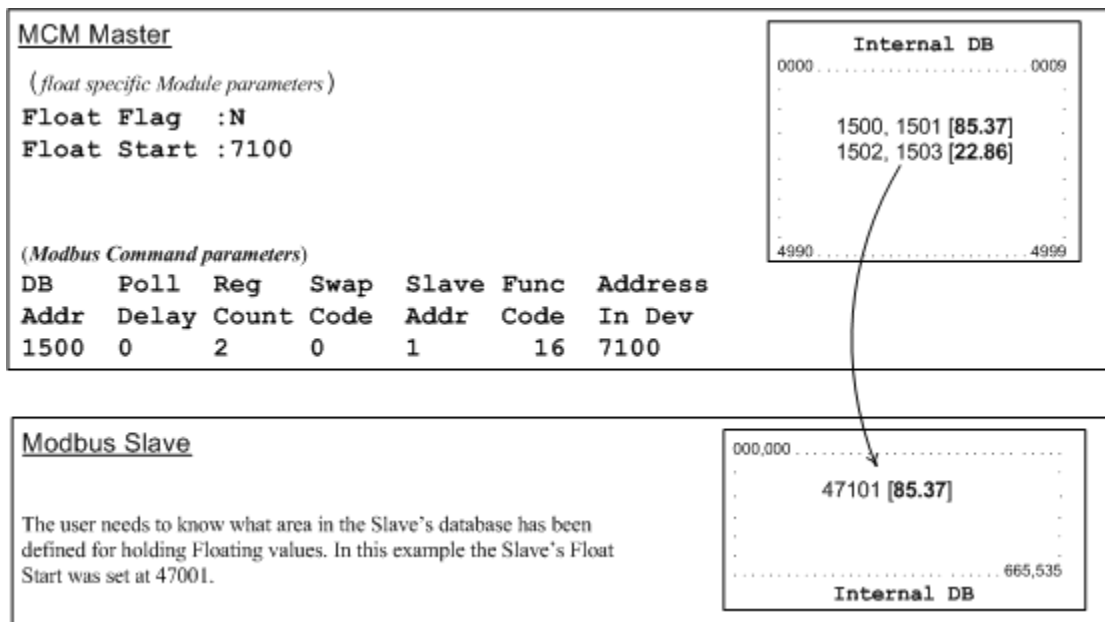 MCM Master
(float specific Module parameters)
Float Flag :N
Float Start :7100
(Modbus Command parameters)
DB Poll Reg Swap Slave Func Address
Addr Delay Count Code Addr Code In Dev
1500 0 2 0 1 16 7100
Internal DB
0000 0009
1500, 1501 [85.37]
1502, 1503 [22.86]
4990 4999
Modbus Slave
The user needs to know what area in the Slave's database has been
defined for holding Floating values. In this example the Slave's Float
Start was set at 47001.
000,000
47101 [85.37]
665,535
Internal DB